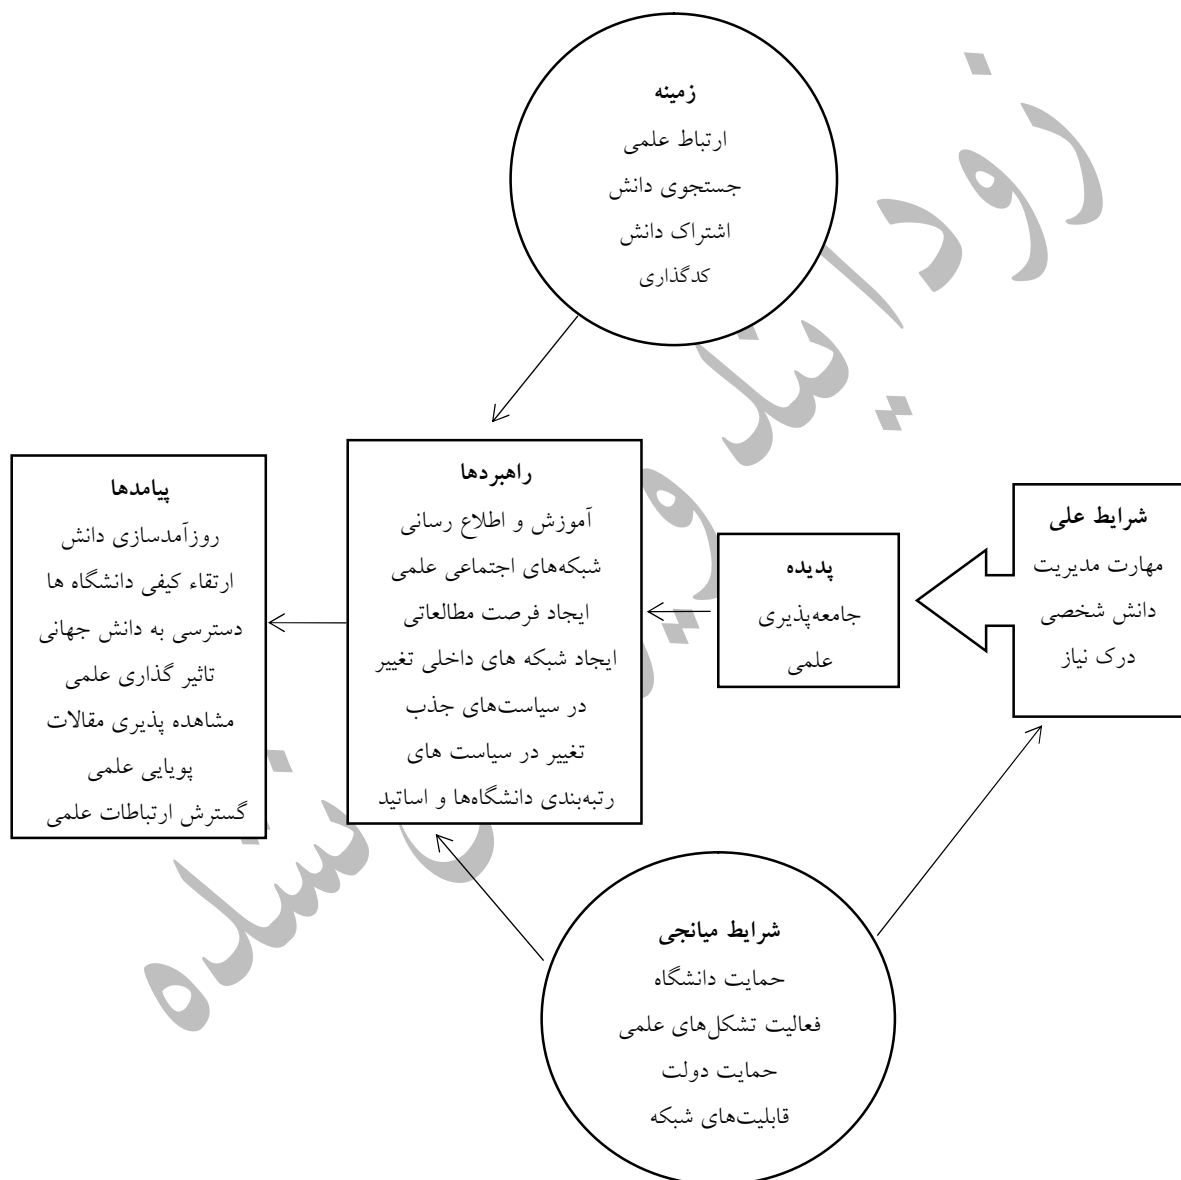 زمینه
ارتباط علمی
جستجوی دانش
اشتراک دانش
کدگذاری
شرایط علی
مهارت مدیریت
دانش شخصی
درک نیاز
پدیده
جامعه‌پذیری
علمی
راهبردها
آموزش و اطلاع رسانی
شبکه‌های اجتماعی علمی
ایجاد فرصت مطالعاتی
ایجاد شبکه های داخلی تغییر
در سیاست‌های جذب
تغییر در سیاست های
رتبه‌بندی دانشگاه‌ها و اساتید
پیامدها
روزآمدسازی دانش
ارتقاء کیفی دانشگاه ها
دسترسی به دانش جهانی
تاثیر گذاری علمی
مشاهده پذیری مقالات
پویایی علمی
گسترش ارتباطات علمی
شرایط میانجی
حمایت دانشگاه
فعالیت تشکل‌های علمی
حمایت دولت
قابلیت‌های شبکه